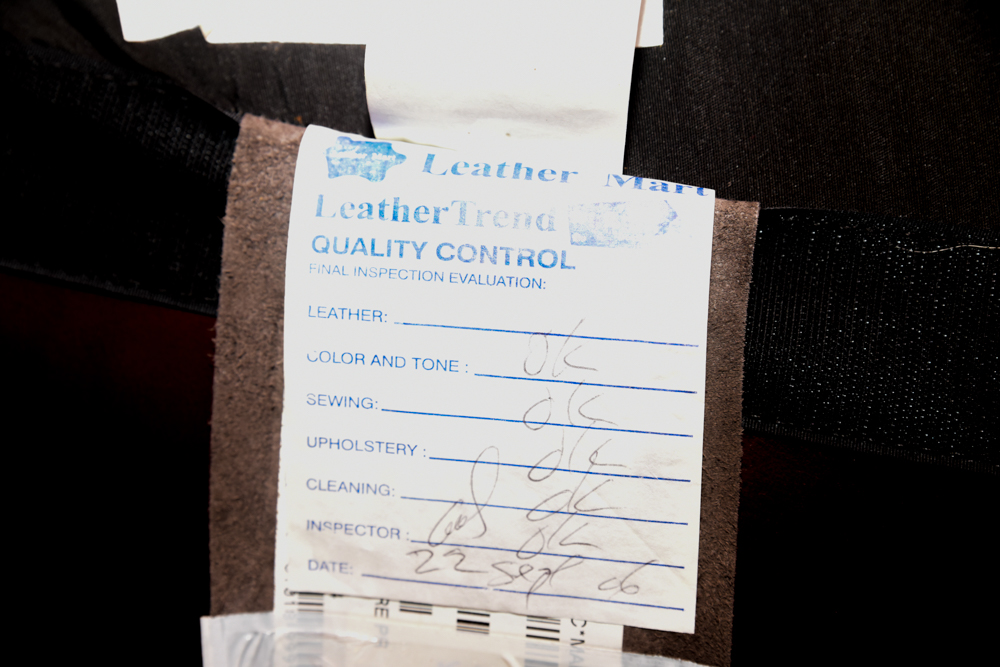 Leather Mart
LeatherTrend
QUALITY CONTROL
FINAL INSPECTION EVALUATION:
LEATHER:
COLOR AND TONE : OK
SEWING: OK
UPHOLSTERY : OK
CLEANING: OK
INSPECTOR : OK
DATE: 22 Sept 06